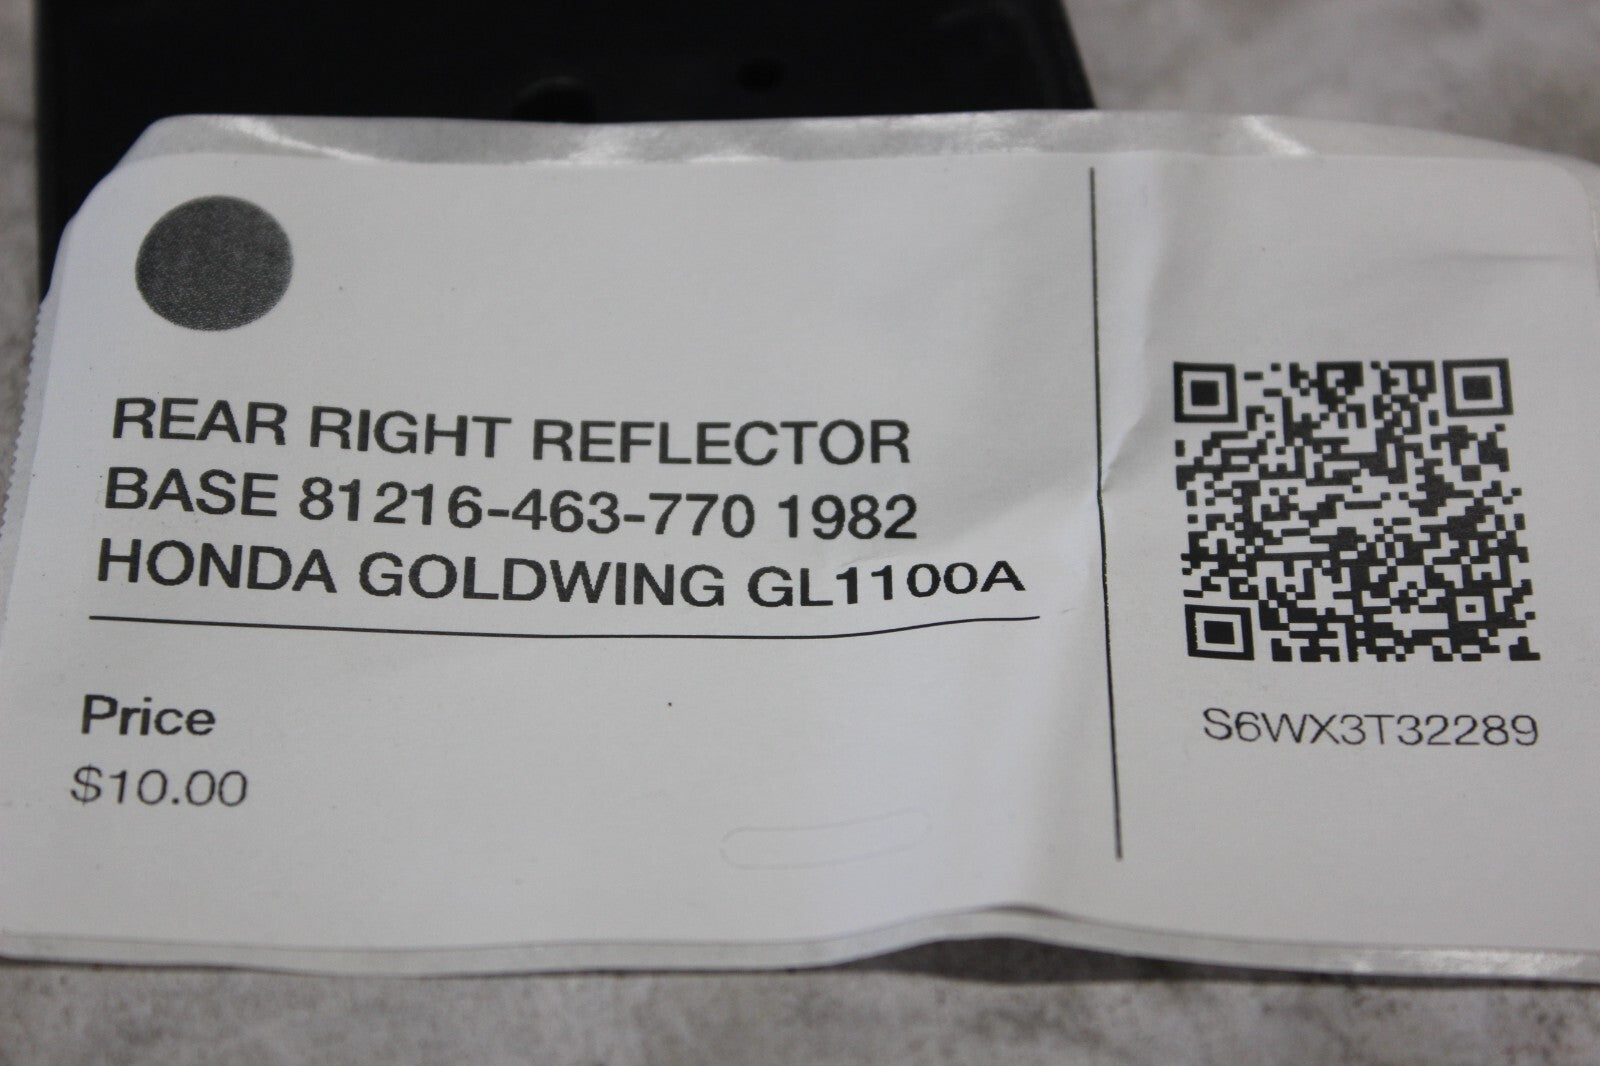 REAR RIGHT REFLECTOR
BASE 81216-463-770 1982
HONDA GOLDWING GL1100A
Price
$10.00
S6WX3T32289